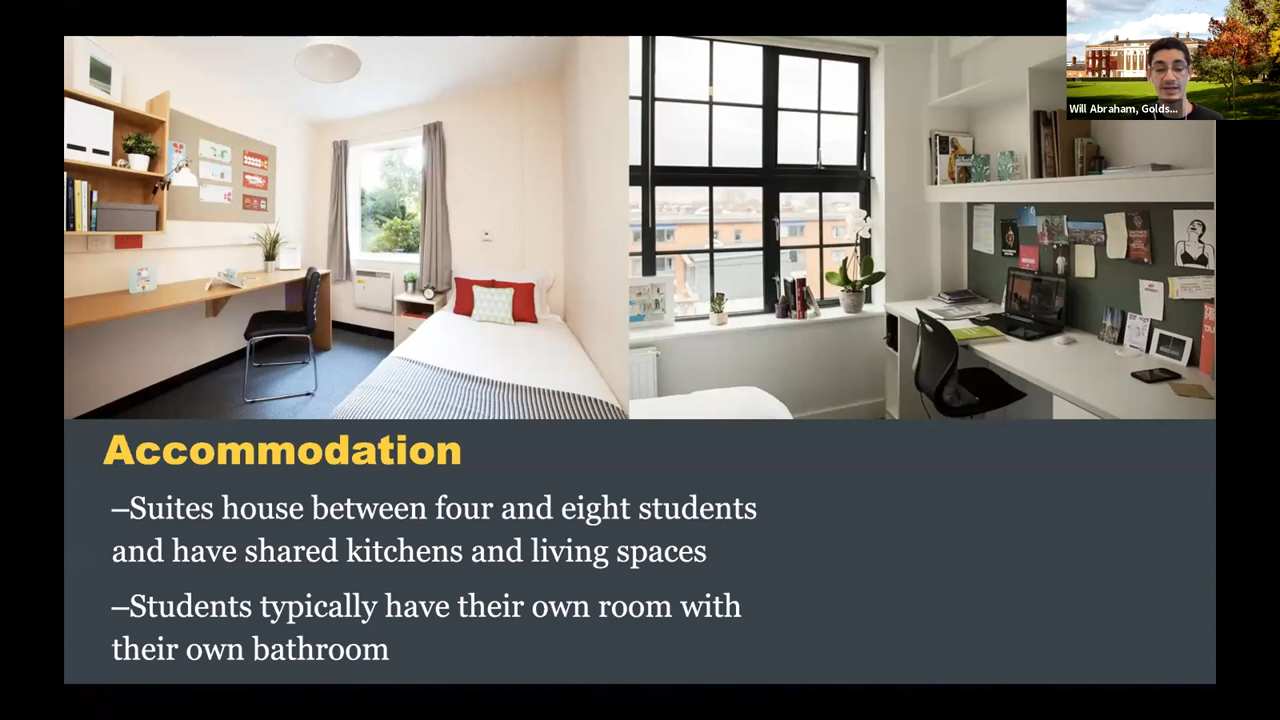 Will Abraham, Golds...
Accommodation
–Suites house between four and eight students
and have shared kitchens and living spaces
–Students typically have their own room with
their own bathroom